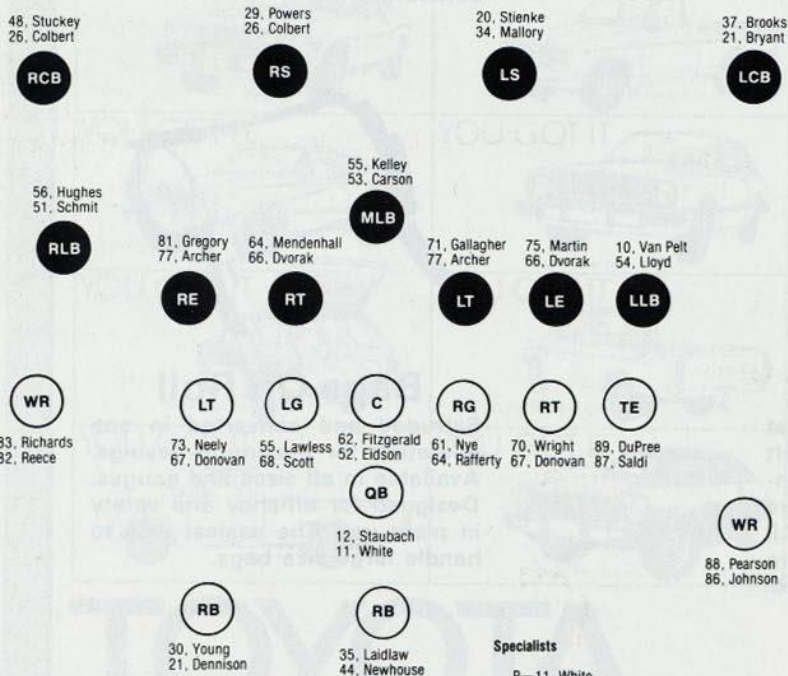 48, Stuckey
26, Colbert
RCB
29, Powers
26, Colbert
RS
20, Stienke
34, Mallory
LS
37, Brooks
21, Bryant
LCB
56, Hughes
51, Schmit
RLB
55, Kelley
53, Carson
MLB
81, Gregory
77, Archer
RE
64, Mendenhall
66, Dvorak
RT
71, Gallagher
77, Archer
LT
75, Martin
66, Dvorak
LE
10, Van Pelt
54, Lloyd
LLB
WR
83, Richards
82, Reece
LT
73, Neely
67, Donovan
LG
55, Lawless
68, Scott
C
62, Fitzgerald
52, Eidson
RG
61, Nye
64, Rafferty
RT
70, Wright
67, Donovan
TE
89, DuPree
87, Saldi
QB
12, Staubach
11, White
WR
88, Pearson
86, Johnson
RB
30, Young
21, Dennison
RB
35, Laidlaw
44, Newhouse
Specialists
P—11, White